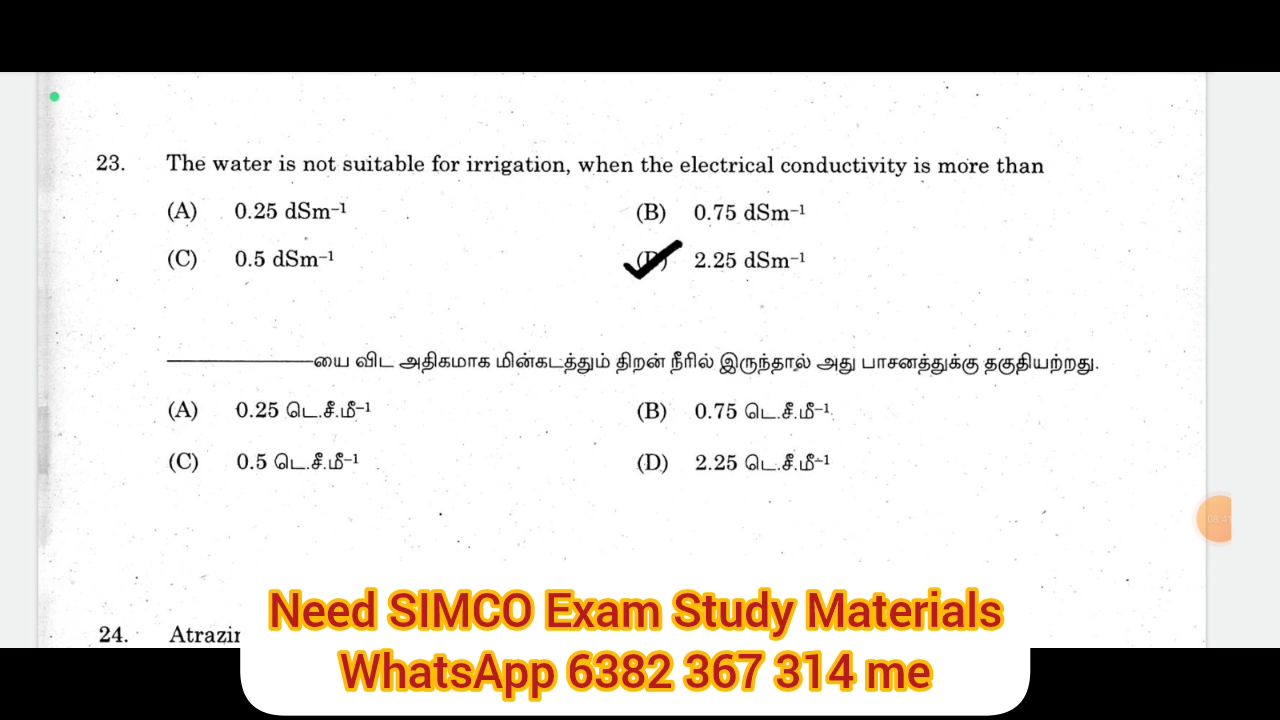 23. The water is not suitable for irrigation, when the electrical conductivity is more than
(A) 0.25 dSm⁻¹ (B) 0.75 dSm⁻¹
(C) 0.5 dSm⁻¹ (D) 2.25 dSm⁻¹
——————யை விட அதிகமாக மின்கடத்தும் திறன் நீரில் இருந்தால் அது பாசனத்துக்கு தகுதியற்றது.
(A) 0.25 டெ.சீ.மீ⁻¹ (B) 0.75 டெ.சீ.மீ⁻¹
(C) 0.5 டெ.சீ.மீ⁻¹ (D) 2.25 டெ.சீ.மீ⁻¹
08:41
24.
Need SIMCO Exam Study Materials
WhatsApp 6382 367 314 me